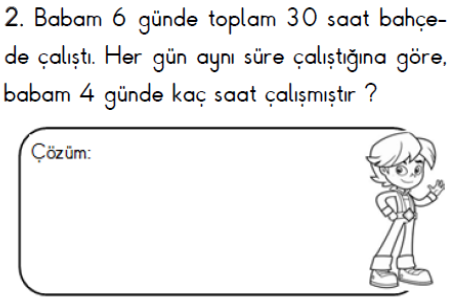 2. Babam 6 günde toplam 30 saat bahçe-
de çalıştı. Her gün aynı süre çalıştığına göre,
babam 4 günde kaç saat çalışmıştır ?
Çözüm: